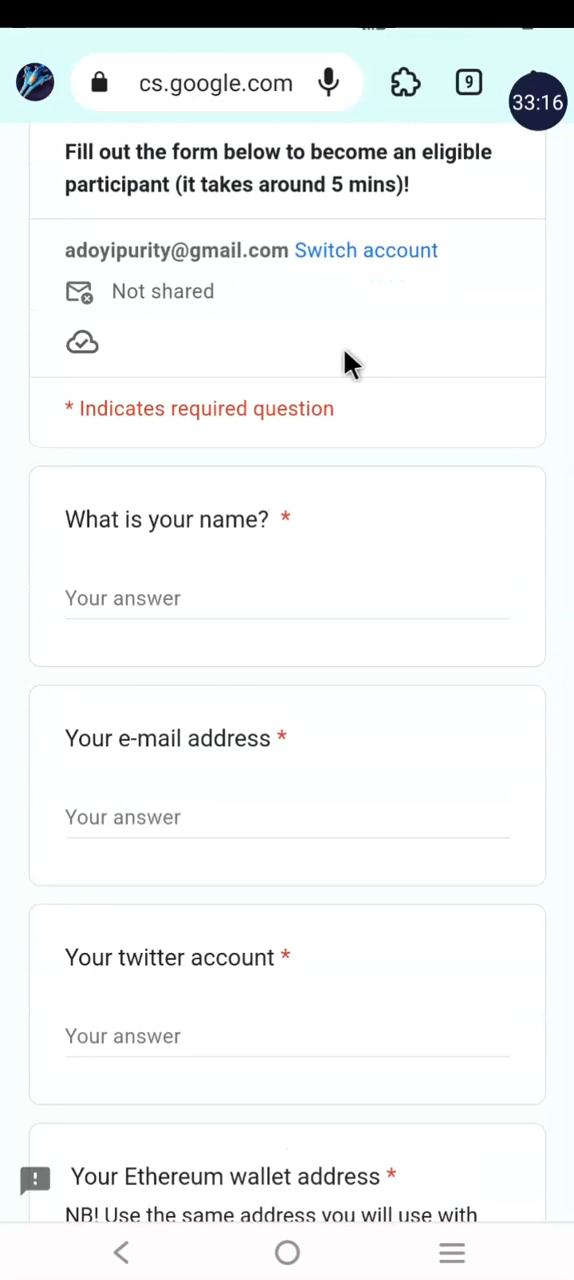 cs.google.com
9
33:16
Fill out the form below to become an eligible
participant (it takes around 5 mins)!
adoyipurity@gmail.com Switch account
Not shared
* Indicates required question
What is your name? *
Your answer
Your e-mail address *
Your answer
Your twitter account *
Your answer
Your Ethereum wallet address *
NB! Use the same address you will use with